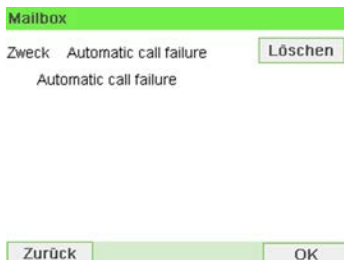 Mailbox
Zweck Automatic call failure Löschen
Automatic call failure
Zurück OK